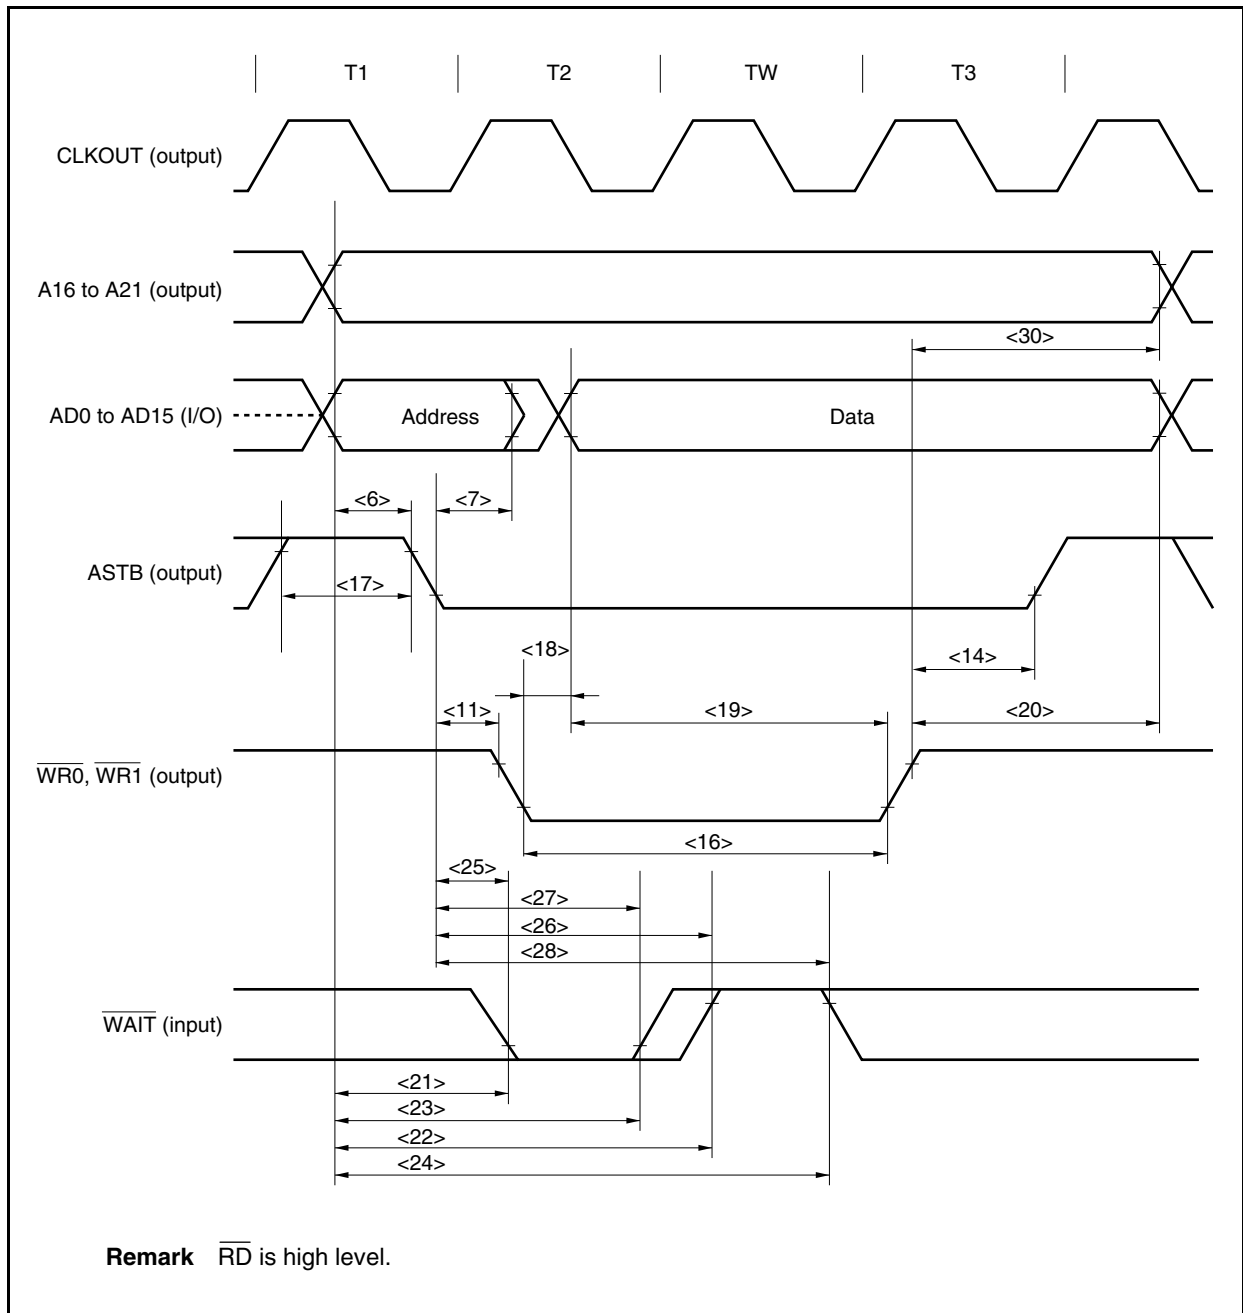 T1 T2 TW T3
CLKOUT (output)
A16 to A21 (output)
<30>
AD0 to AD15 (I/O) Address Data
<6> <7>
ASTB (output)
<17>
<18> <14>
<11> <19> <20>
WR0, WR1 (output)
<16>
<25>
<27>
<26>
<28>
WAIT (input)
<21>
<23>
<22>
<24>
Remark RD is high level.